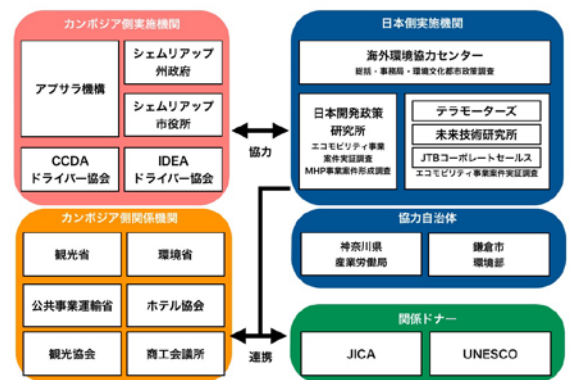 カンボジア側実施機関
アプサラ機構
シェムリアップ
州政府
シェムリアップ
市役所
CCDA
ドライバー協会
IDEA
ドライバー協会
協力
日本側実施機関
海外環境協力センター
総括・事務局・環境文化都市政策調査
日本開発政策
研究所
エコモビリティ事業
案件実証調査
MHP事業案件形成調査
テラモーターズ
未来技術研究所
JTBコーポレートセールス
エコモビリティ事業案件実証調査
カンボジア側関係機関
観光省
環境省
公共事業運輸省
ホテル協会
観光協会
商工会議所
連携
協力自治体
神奈川県
産業労働局
鎌倉市
環境部
関係ドナー
JICA
UNESCO